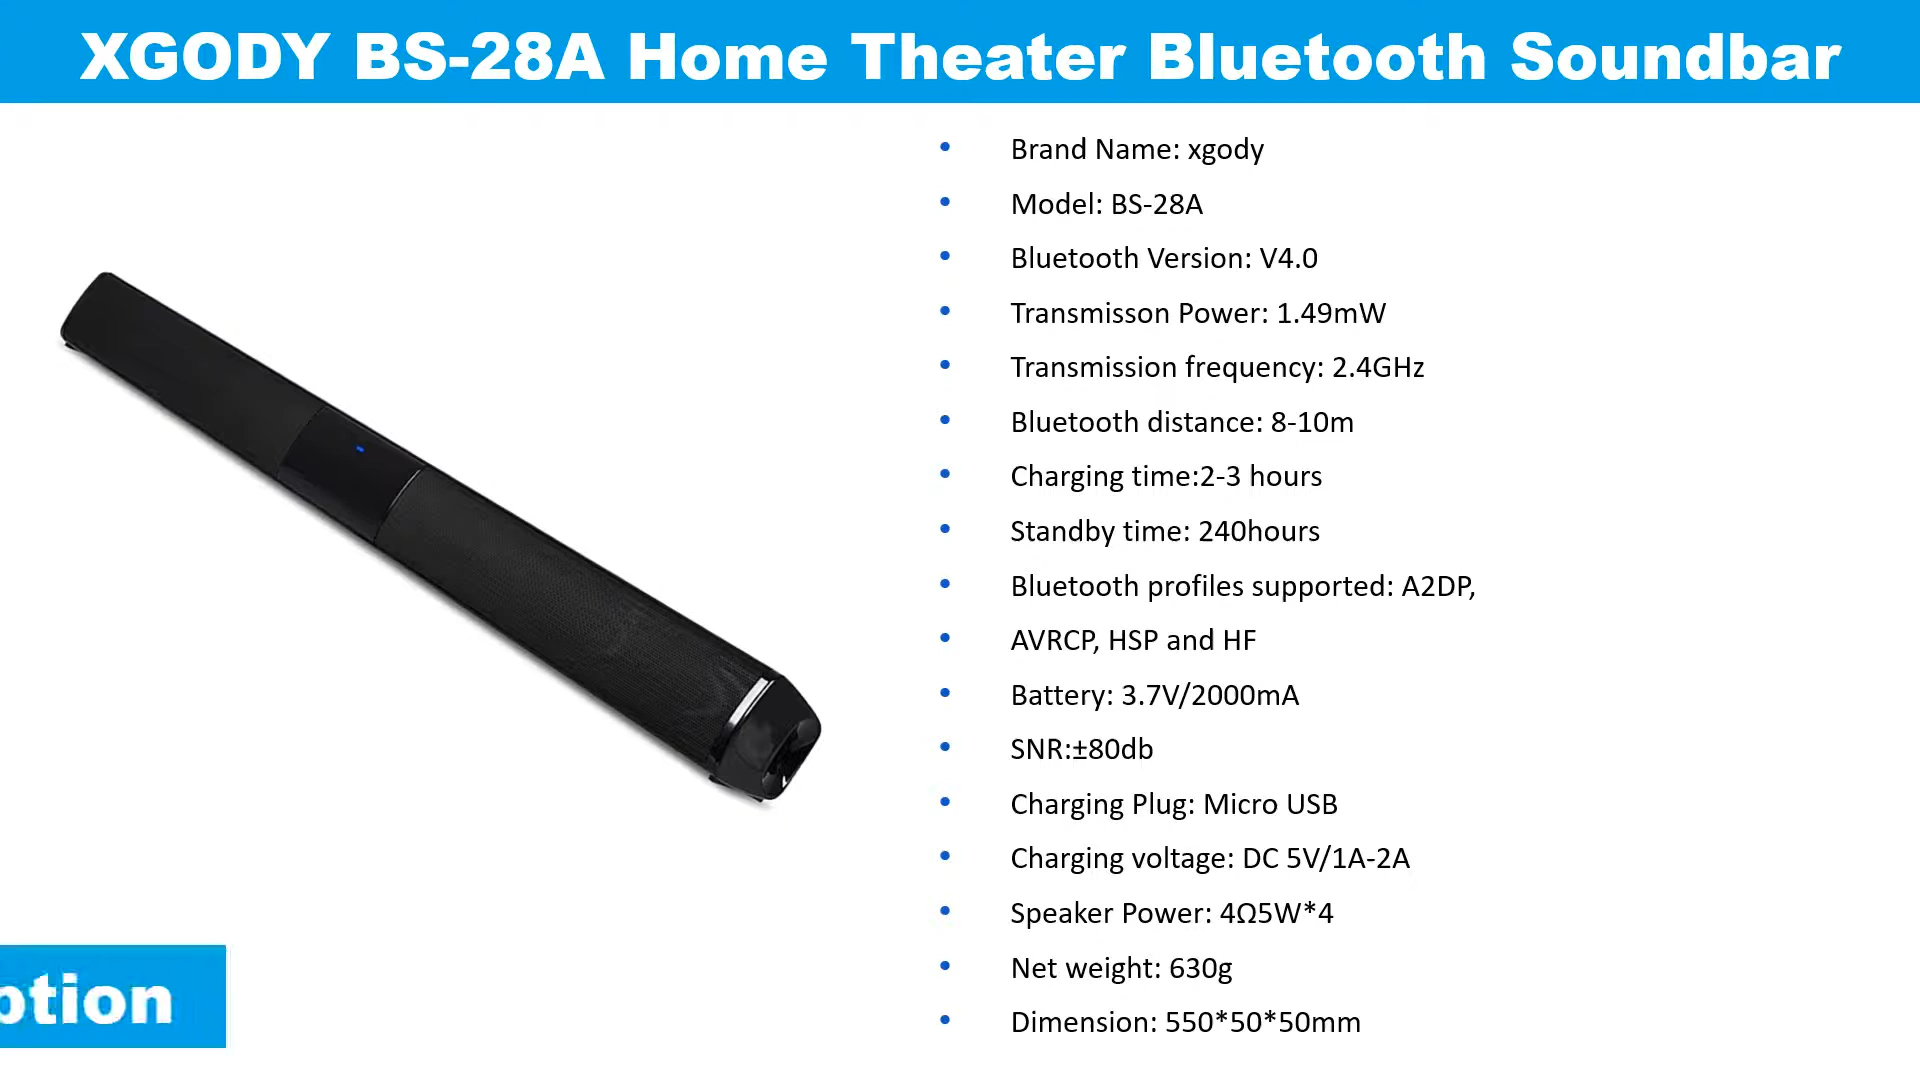 XGODY BS-28A Home Theater Bluetooth Soundbar
• Brand Name: xgody
• Model: BS-28A
• Bluetooth Version: V4.0
• Transmisson Power: 1.49mW
• Transmission frequency: 2.4GHz
• Bluetooth distance: 8-10m
• Charging time:2-3 hours
• Standby time: 240hours
• Bluetooth profiles supported: A2DP,
• AVRCP, HSP and HF
• Battery: 3.7V/2000mA
• SNR:±80db
• Charging Plug: Micro USB
• Charging voltage: DC 5V/1A-2A
• Speaker Power: 4Ω5W*4
• Net weight: 630g
• Dimension: 550*50*50mm
ption